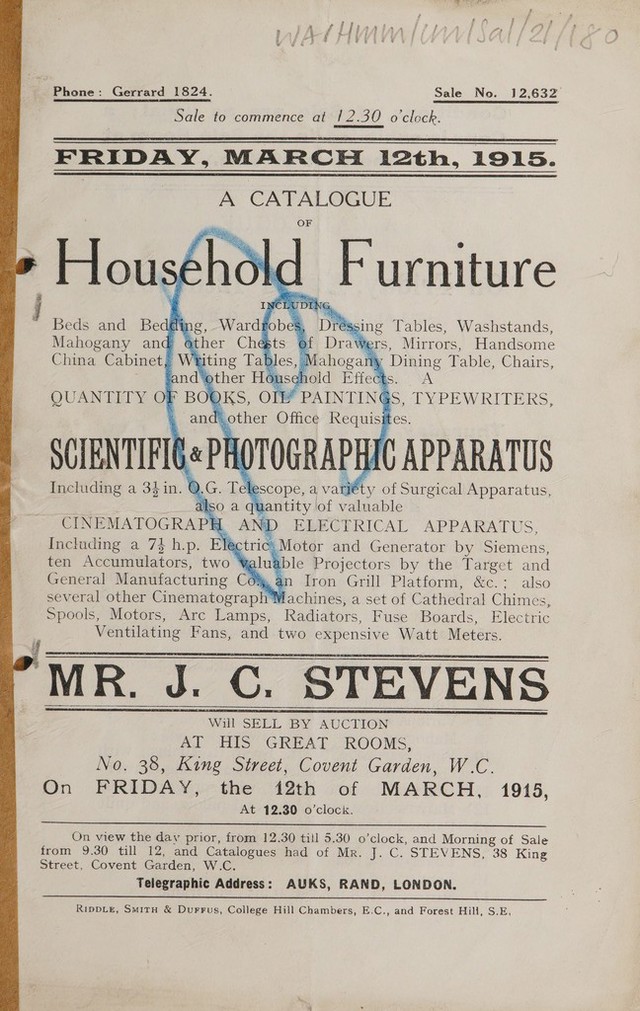 WA/Hmm/cm/Sal/21/180
Phone: Gerrard 1824. Sale No. 12,632
Sale to commence at 12.30 o'clock.
FRIDAY, MARCH 12th, 1915.
A CATALOGUE
OF
Household Furniture
INCLUDING
Beds and Bedding, Wardrobes, Dressing Tables, Washstands,
Mahogany and other Chests of Drawers, Mirrors, Handsome
China Cabinet, Writing Tables, Mahogany Dining Table, Chairs,
and other Household Effects. A
QUANTITY OF BOOKS, OIL PAINTINGS, TYPEWRITERS,
and other Office Requisites.
SCIENTIFIC & PHOTOGRAPHIC APPARATUS
Including a 3½ in. O.G. Telescope, a variety of Surgical Apparatus,
also a quantity of valuable
CINEMATOGRAPH AND ELECTRICAL APPARATUS,
Including a 7½ h.p. Electric Motor and Generator by Siemens,
ten Accumulators, two valuable Projectors by the Target and
General Manufacturing Co., an Iron Grill Platform, &c.; also
several other Cinematograph Machines, a set of Cathedral Chimes,
Spools, Motors, Arc Lamps, Radiators, Fuse Boards, Electric
Ventilating Fans, and two expensive Watt Meters.
MR. J. C. STEVENS
Will SELL BY AUCTION
AT HIS GREAT ROOMS,
No. 38, King Street, Covent Garden, W.C.
On FRIDAY, the 12th of MARCH, 1915,
At 12.30 o'clock.
On view the day prior, from 12.30 till 5.30 o'clock, and Morning of Sale
from 9.30 till 12, and Catalogues had of Mr. J. C. STEVENS, 38 King
Street, Covent Garden, W.C.
Telegraphic Address: AUKS, RAND, LONDON.
RIDDLE, SMITH & DUFFUS, College Hill Chambers, E.C., and Forest Hill, S.E.